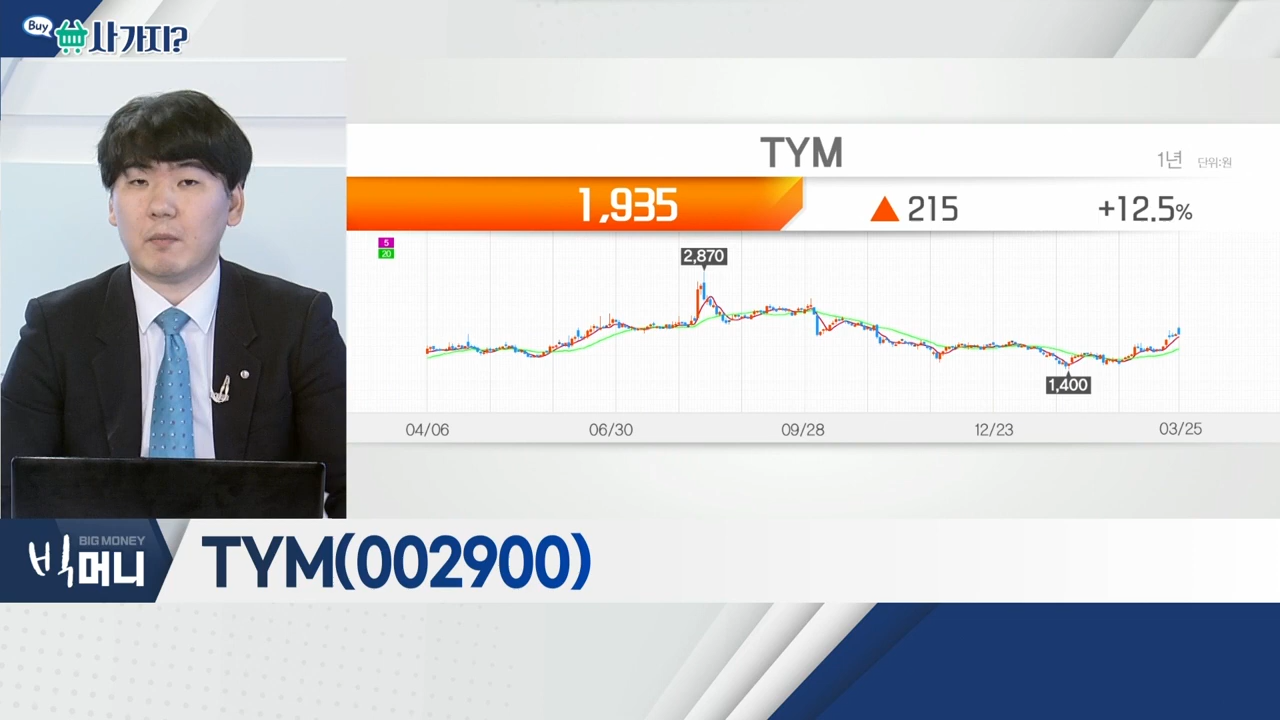 Buy
사가지?
TYM
1년 단위:원
1,935
▲ 215
+12.5%
5
20
2,870
1,400
04/06
06/30
09/28
12/23
03/25
BIG MONEY
빅머니
TYM(002900)